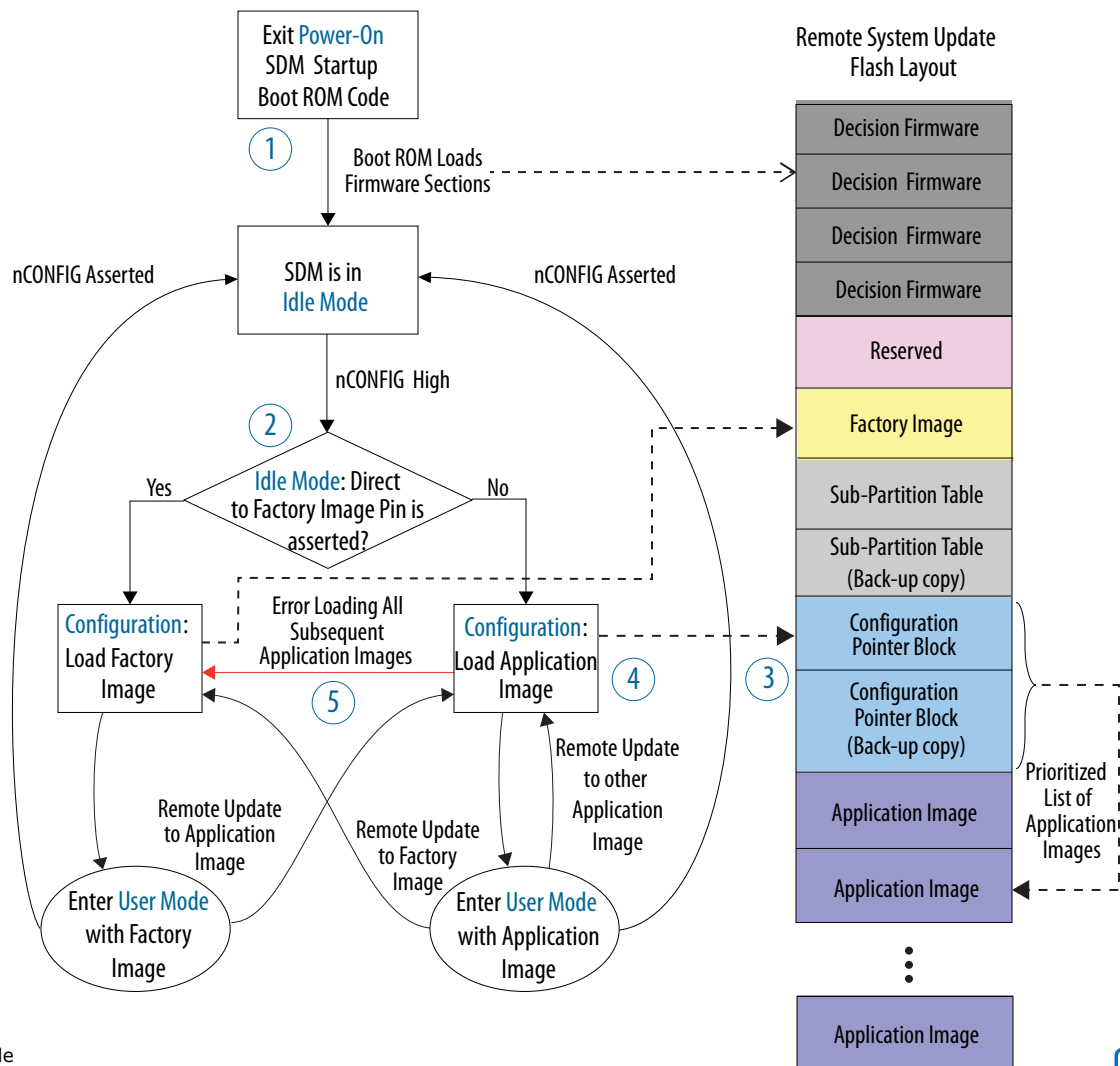 Exit Power-On
SDM Startup
Boot ROM Code
1
Boot ROM Loads
Firmware Sections
nCONFIG Asserted
SDM is in
Idle Mode
nCONFIG Asserted
nCONFIG High
2
Idle Mode: Direct
to Factory Image Pin is
asserted?
Yes
No
Configuration:
Load Factory
Image
Error Loading All
Subsequent
Application Images
5
Configuration:
Load Application
Image
4
3
Remote Update
to Application
Image
Remote Update
to Factory
Image
Remote Update
to other
Application
Image
Enter User Mode
with Factory
Image
Enter User Mode
with Application
Image
Remote System Update
Flash Layout
Decision Firmware
Decision Firmware
Decision Firmware
Decision Firmware
Reserved
Factory Image
Sub-Partition Table
Sub-Partition Table
(Back-up copy)
Configuration
Pointer Block
Configuration
Pointer Block
(Back-up copy)
Prioritized
List of
Application
Images
Application Image
Application Image
Application Image